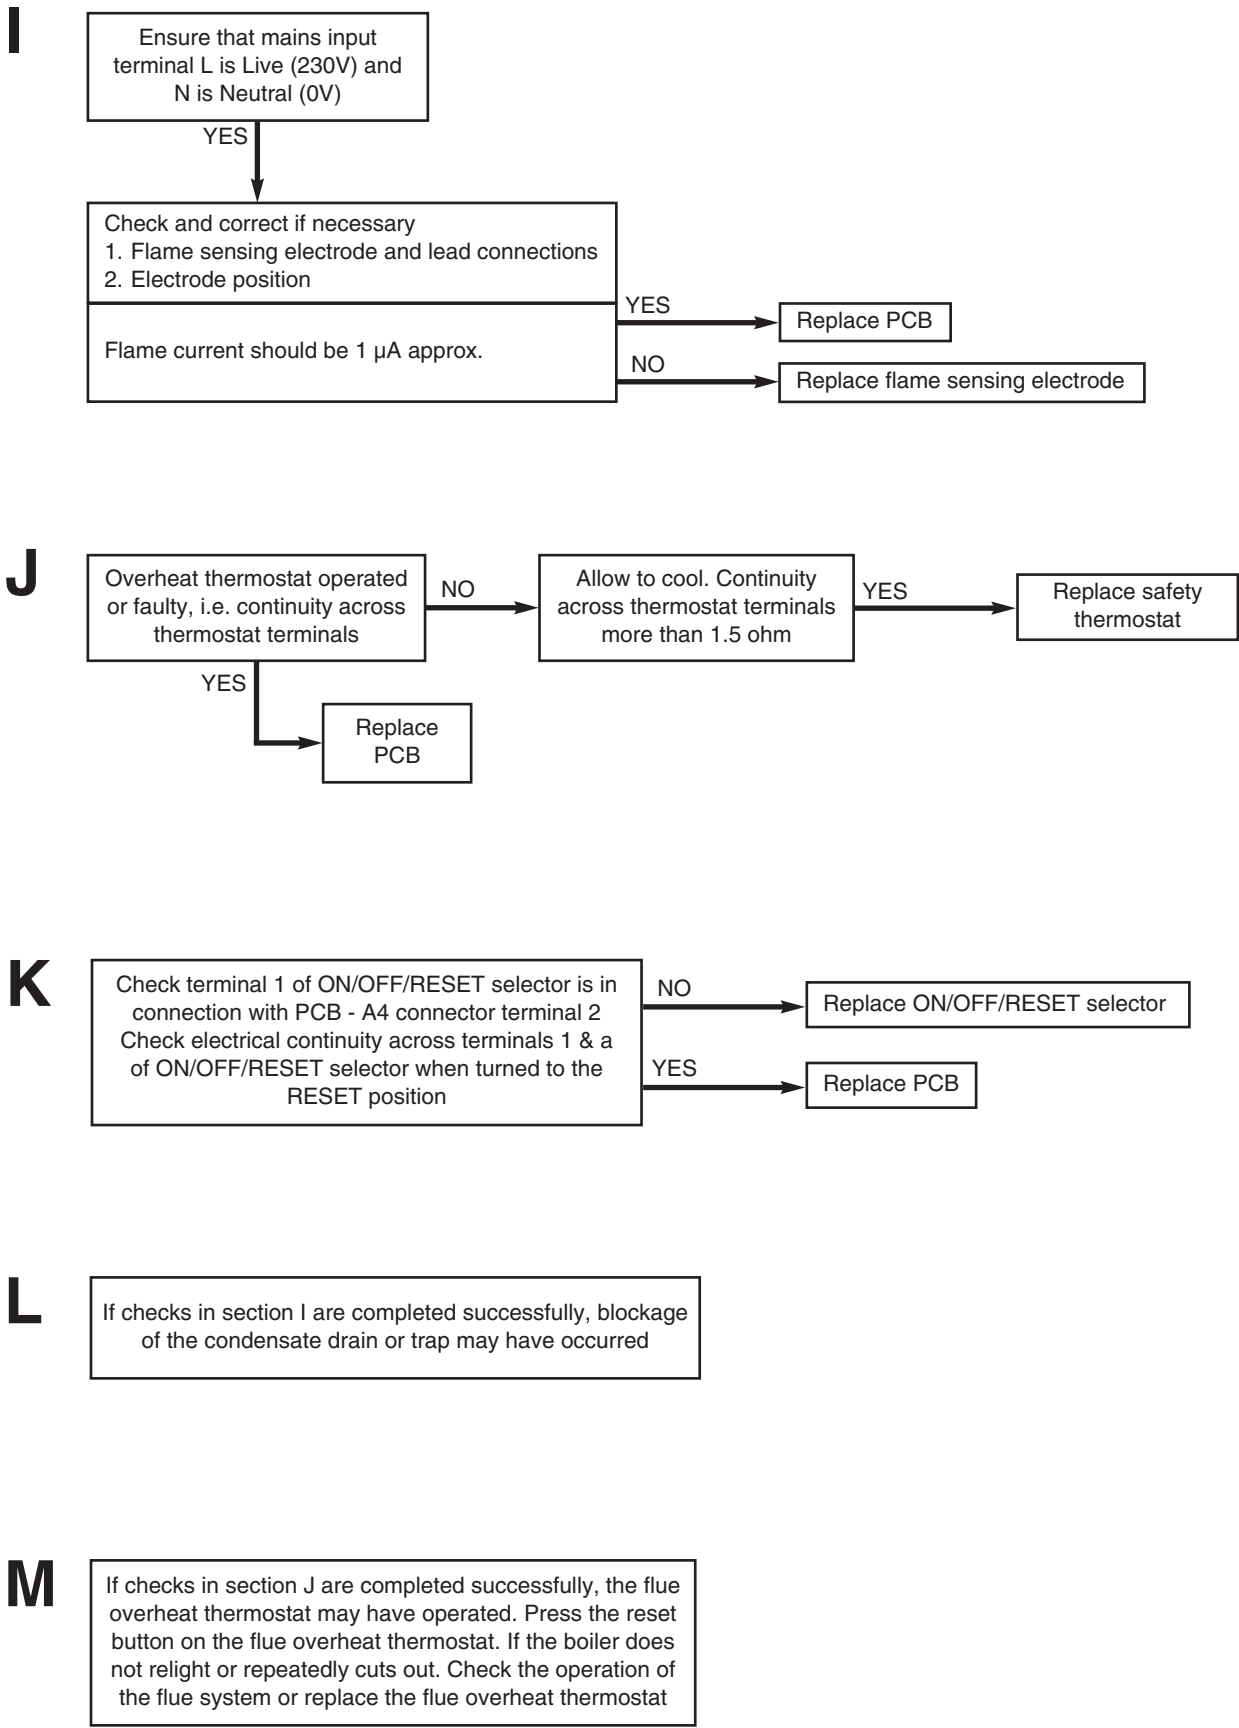 I
Ensure that mains input
terminal L is Live (230V) and
N is Neutral (0V)
YES
Check and correct if necessary
1. Flame sensing electrode and lead connections
2. Electrode position
Flame current should be 1 µA approx.
YES
Replace PCB
NO
Replace flame sensing electrode
J
Overheat thermostat operated
or faulty, i.e. continuity across
thermostat terminals
NO
Allow to cool. Continuity
across thermostat terminals
more than 1.5 ohm
YES
Replace safety
thermostat
YES
Replace
PCB
K
Check terminal 1 of ON/OFF/RESET selector is in
connection with PCB - A4 connector terminal 2
Check electrical continuity across terminals 1 & a
of ON/OFF/RESET selector when turned to the
RESET position
NO
Replace ON/OFF/RESET selector
YES
Replace PCB
L
If checks in section I are completed successfully, blockage
of the condensate drain or trap may have occurred
M
If checks in section J are completed successfully, the flue
overheat thermostat may have operated. Press the reset
button on the flue overheat thermostat. If the boiler does
not relight or repeatedly cuts out. Check the operation of
the flue system or replace the flue overheat thermostat